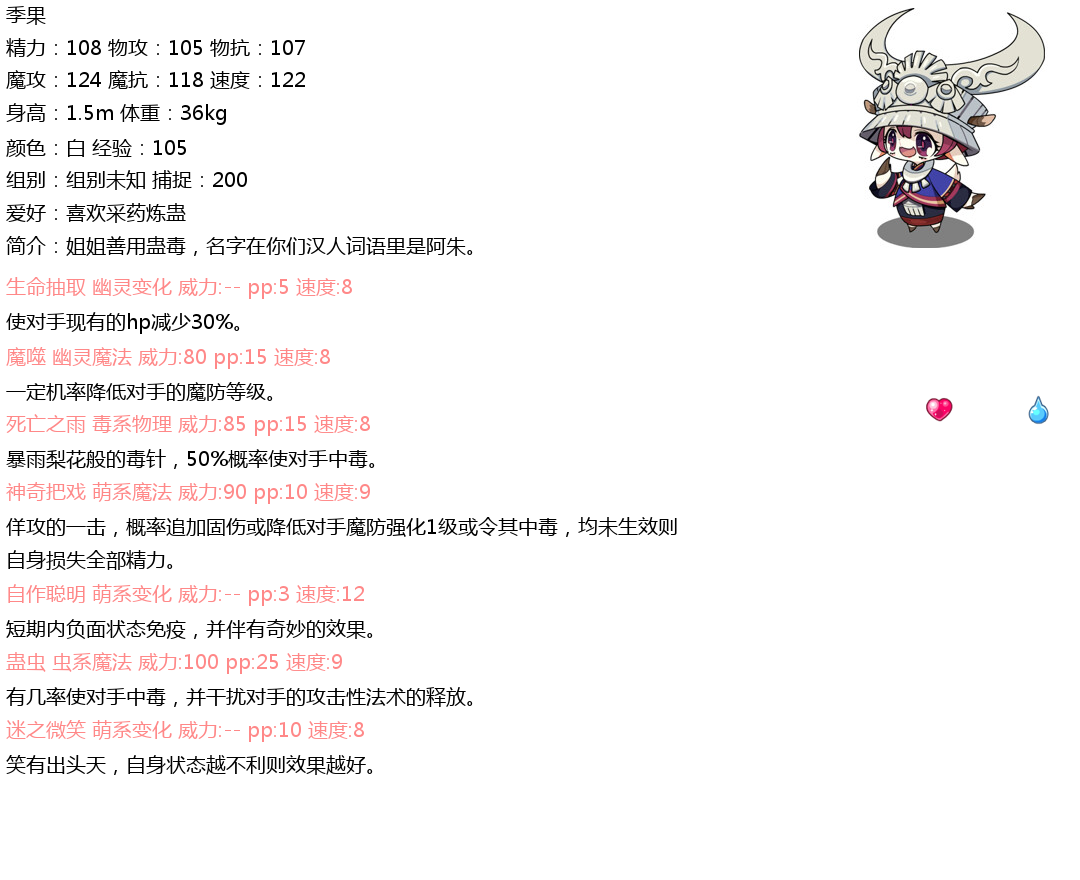 季果
精力：108 物攻：105 物抗：107
魔攻：124 魔抗：118 速度：122
身高：1.5m 体重：36kg
颜色：白 经验：105
组别：组别未知 捕捉：200
爱好：喜欢采药炼蛊
简介：姐姐善用蛊毒，名字在你们汉人词语里是阿朱。
生命抽取 幽灵变化 威力:-- pp:5 速度:8
使对手现有的hp减少30%。
魔噬 幽灵魔法 威力:80 pp:15 速度:8
一定机率降低对手的魔防等级。
死亡之雨 毒系物理 威力:85 pp:15 速度:8
暴雨梨花般的毒针，50%概率使对手中毒。
神奇把戏 萌系魔法 威力:90 pp:10 速度:9
佯攻的一击，概率追加固伤或降低对手魔防强化1级或令其中毒，均未生效则
自身损失全部精力。
自作聪明 萌系变化 威力:-- pp:3 速度:12
短期内负面状态免疫，并伴有奇妙的效果。
蛊虫 虫系魔法 威力:100 pp:25 速度:9
有几率使对手中毒，并干扰对手的攻击性法术的释放。
迷之微笑 萌系变化 威力:-- pp:10 速度:8
笑有出头天，自身状态越不利则效果越好。